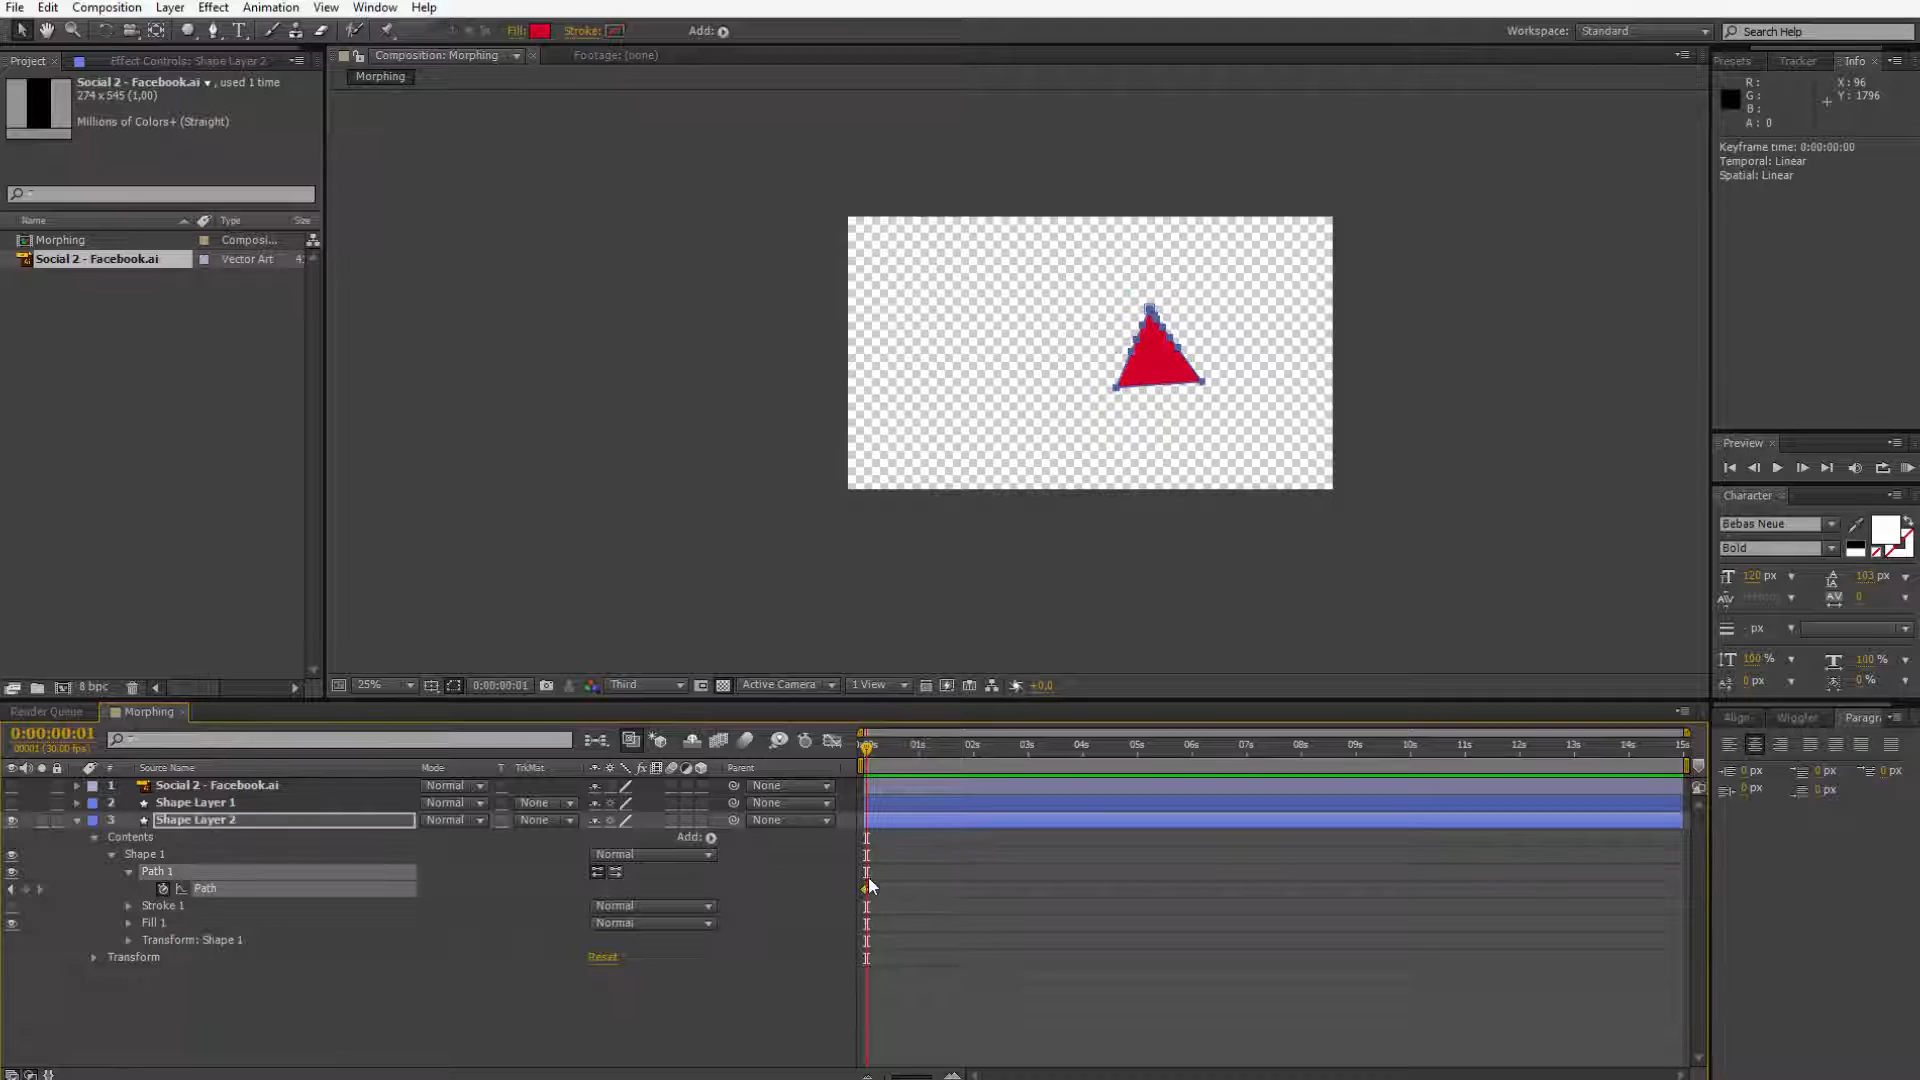 File Edit Composition Layer Effect Animation View Window Help
Fill: Stroke: Add: Workspace: Standard Search Help
Project Effect Controls: Shape Layer 2 Composition: Morphing Footage: (none) Presets Tracker Info
Morphing
Social 2 - Facebook.ai , used 1 time
274 x 545 (1,00)
Millions of Colors+ (Straight)
R: X: 96
G: Y: 1796
B:
A: 0
Keyframe time: 0:00:00:00
Temporal: Linear
Spatial: Linear
Name Type Size
Morphing Composi...
Social 2 - Facebook.ai Vector Art
Preview
Character
Bebas Neue
Bold
120 px 103 px
0
- px
100 % 100 %
0 px 0 %
8 bpc 25% 0:00:00:01 Third Active Camera 1 View +0,0
Render Queue Morphing Align Wiggler Paragr
0:00:00:01
00001 (30.00 fps)
01s 02s 03s 04s 05s 06s 07s 08s 09s 10s 11s 12s 13s 14s 15s
# Source Name Mode T TrkMat Parent
1 Social 2 - Facebook.ai Normal None
2 Shape Layer 1 Normal None None
3 Shape Layer 2 Normal None None
Contents Add:
Shape 1 Normal
Path 1
Path
Stroke 1 Normal
Fill 1 Normal
Transform: Shape 1
Transform Reset
0 px 0 px 0 px
0 px 0 px